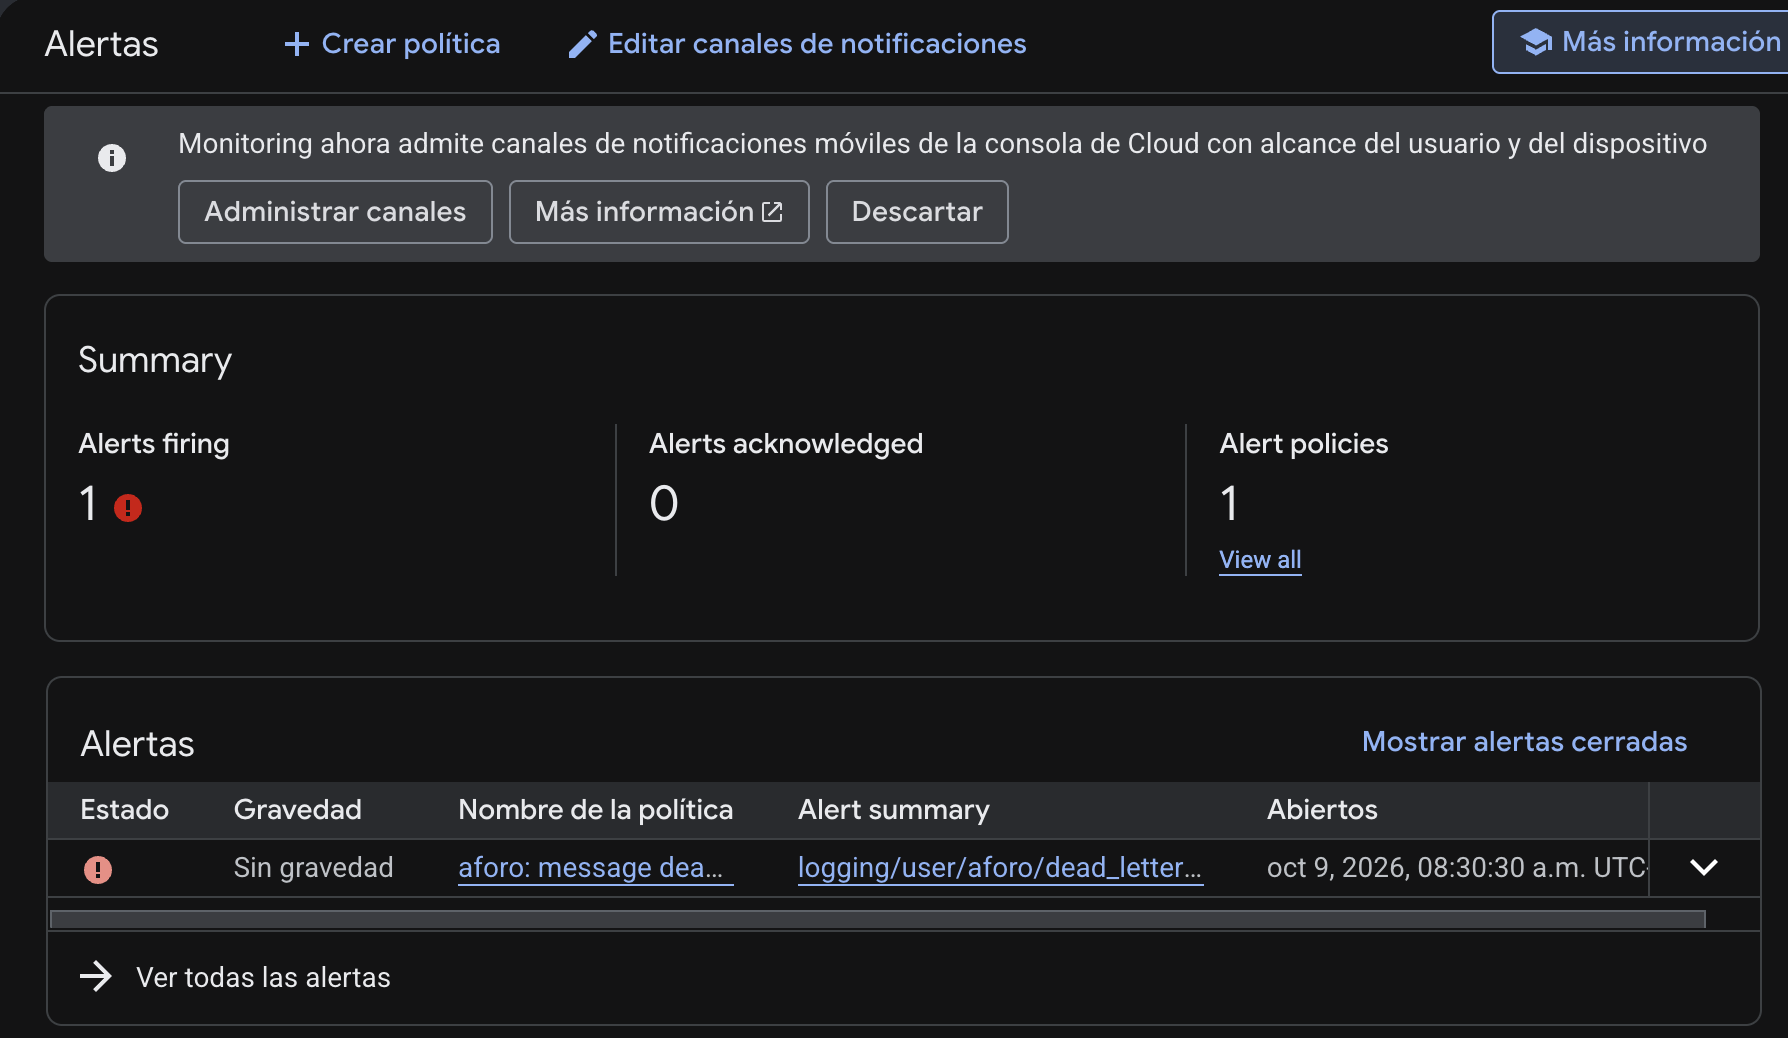 Alertas
Crear política
Editar canales de notificaciones
Más información
Monitoring ahora admite canales de notificaciones móviles de la consola de Cloud con alcance del usuario y del dispositivo
Administrar canales
Más información
Descartar
Summary
Alerts firing
1
Alerts acknowledged
0
Alert policies
1
View all
Alertas
Mostrar alertas cerradas
Estado Gravedad Nombre de la política Alert summary Abiertos
Sin gravedad aforo: message dea... logging/user/aforo/dead_letter... oct 9, 2026, 08:30:30 a.m. UTC-
Ver todas las alertas